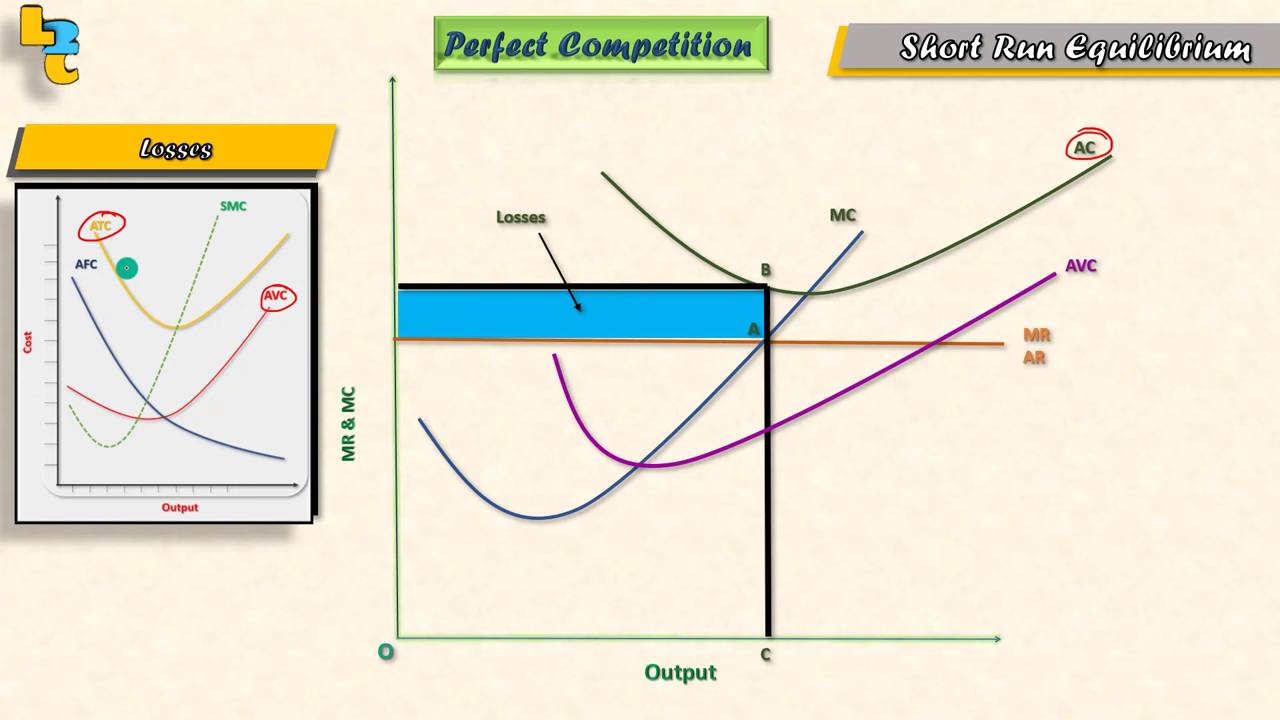 LBC
Perfect Competition
Short Run Equilibrium
Losses
ATC
SMC
AFC
AVC
Cost
Output
AC
MC
Losses
AVC
B
A
MR
AR
MR & MC
O
C
Output